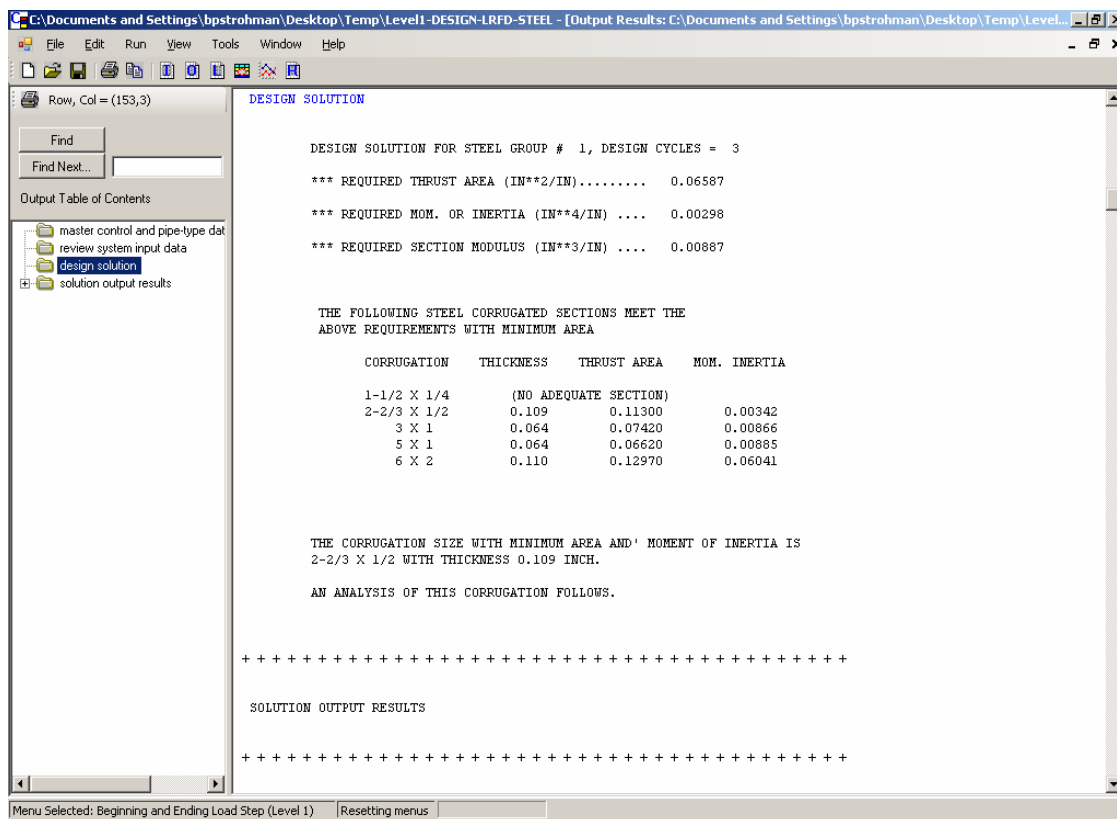 C:\Documents and Settings\bpstrohman\Desktop\Temp\Level1-DESIGN-LRFD-STEEL - [Output Results: C:\Documents and Settings\bpstrohman\Desktop\Temp\Level...
File Edit Run View Tools Window Help
Row, Col = (153,3)
Find
Find Next...
Output Table of Contents
master control and pipe-type dat
review system input data
design solution
solution output results
DESIGN SOLUTION
DESIGN SOLUTION FOR STEEL GROUP # 1, DESIGN CYCLES = 3
*** REQUIRED THRUST AREA (IN**2/IN)......... 0.06587
*** REQUIRED MOM. OR INERTIA (IN**4/IN) .... 0.00298
*** REQUIRED SECTION MODULUS (IN**3/IN) .... 0.00887
THE FOLLOWING STEEL CORRUGATED SECTIONS MEET THE
ABOVE REQUIREMENTS WITH MINIMUM AREA
CORRUGATION THICKNESS THRUST AREA MOM. INERTIA
1-1/2 X 1/4 (NO ADEQUATE SECTION)
2-2/3 X 1/2 0.109 0.11300 0.00342
3 X 1 0.064 0.07420 0.00866
5 X 1 0.064 0.06620 0.00885
6 X 2 0.110 0.12970 0.06041
THE CORRUGATION SIZE WITH MINIMUM AREA AND' MOMENT OF INERTIA IS
2-2/3 X 1/2 WITH THICKNESS 0.109 INCH.
AN ANALYSIS OF THIS CORRUGATION FOLLOWS.
+ + + + + + + + + + + + + + + + + + + + + + + + + + + + + + + + + + + + + + + +
SOLUTION OUTPUT RESULTS
+ + + + + + + + + + + + + + + + + + + + + + + + + + + + + + + + + + + + + + + +
Menu Selected: Beginning and Ending Load Step (Level 1) Resetting menus